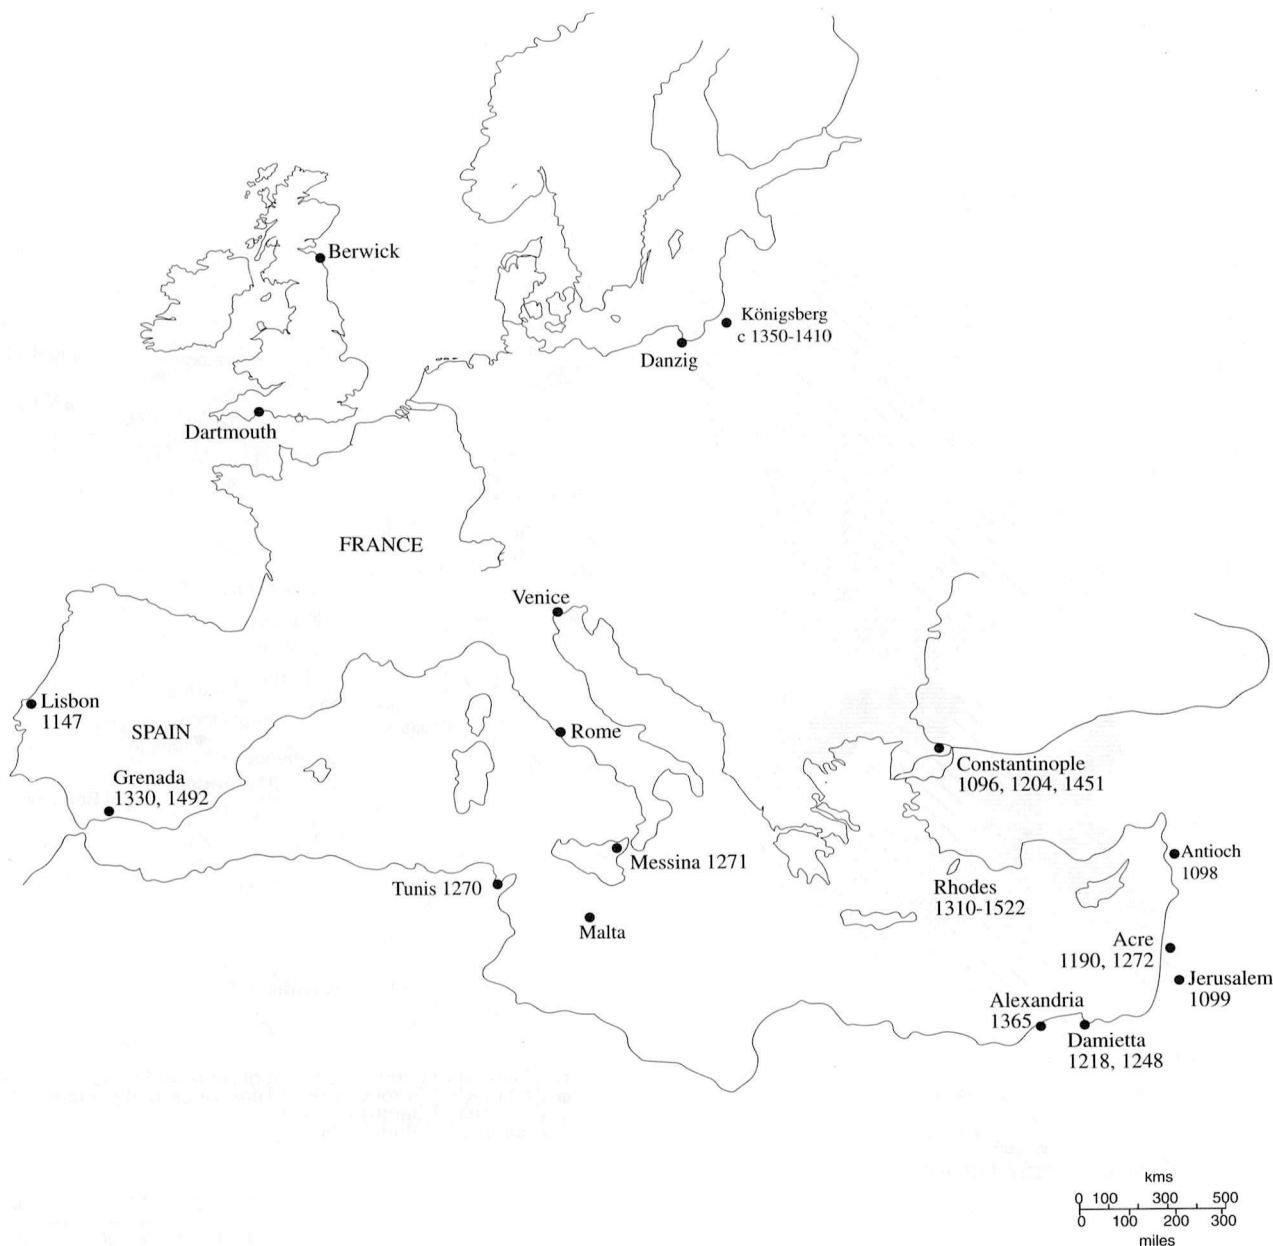 Berwick
Königsberg
c 1350-1410
Danzig
Dartmouth
FRANCE
Venice
Lisbon
1147
SPAIN
Rome
Grenada
1330, 1492
Constantinople
1096, 1204, 1451
Messina 1271
Antioch
1098
Tunis 1270
Rhodes
1310-1522
Malta
Acre
1190, 1272
Jerusalem
1099
Alexandria
1365
Damietta
1218, 1248
kms
0 100 300 500
0 100 200 300
miles